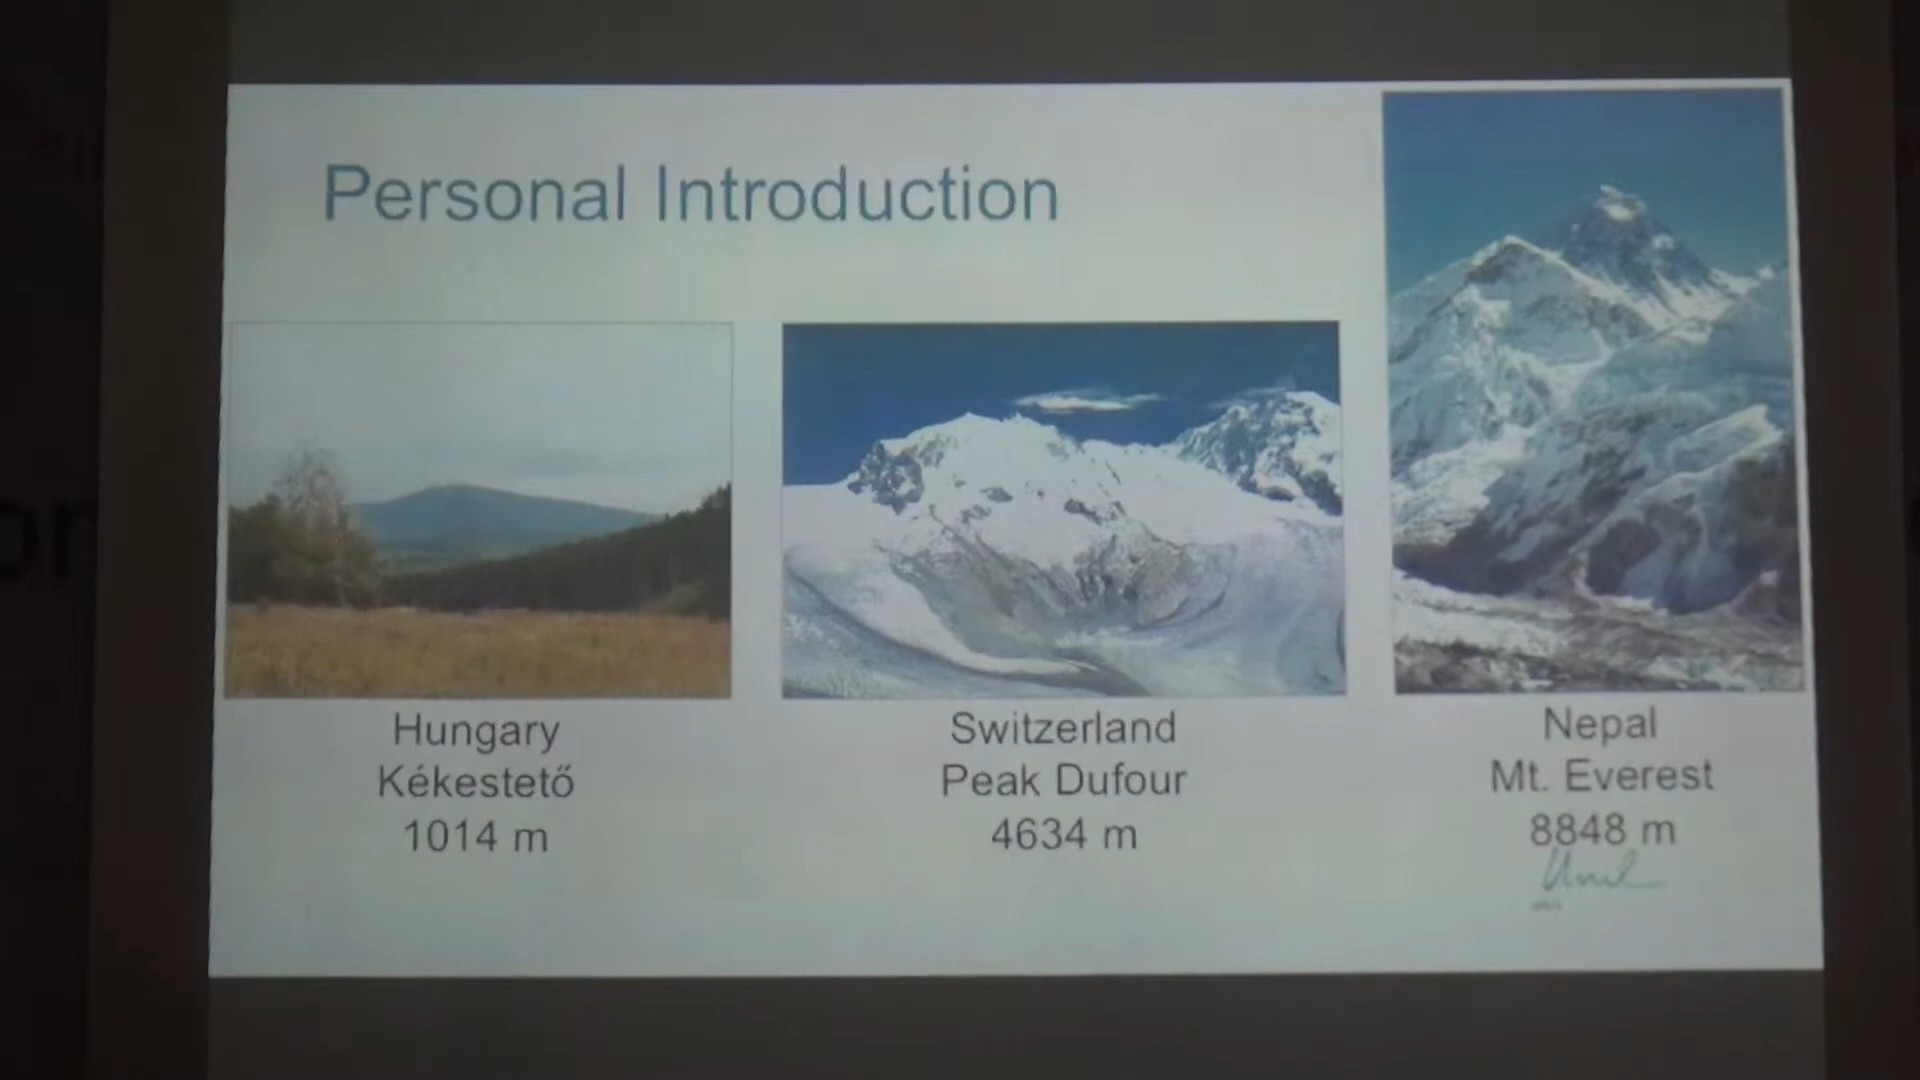 Personal Introduction
Hungary
Kékestető
1014 m
Switzerland
Peak Dufour
4634 m
Nepal
Mt. Everest
8848 m